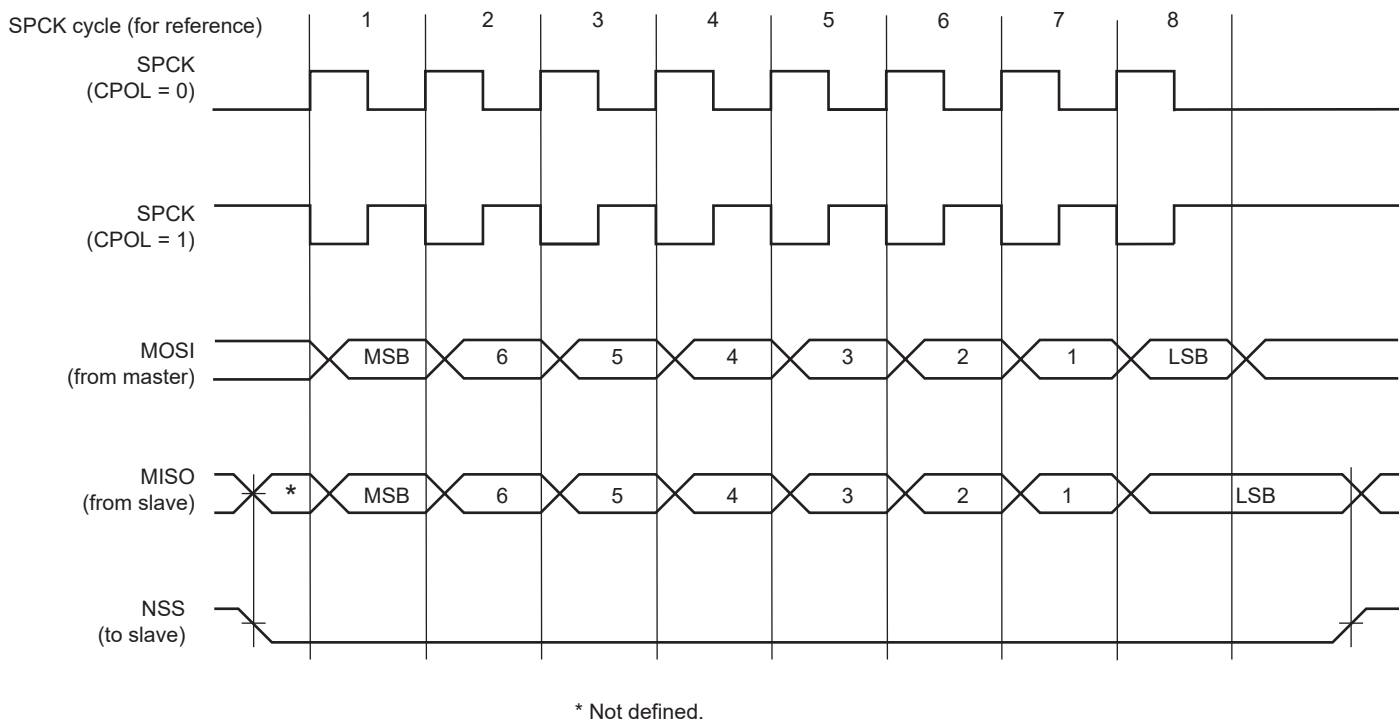 SPCK cycle (for reference)
1 2 3 4 5 6 7 8
SPCK
(CPOL = 0)
SPCK
(CPOL = 1)
MOSI
(from master)
MSB 6 5 4 3 2 1 LSB
MISO
(from slave)
* MSB 6 5 4 3 2 1 LSB
NSS
(to slave)
* Not defined.